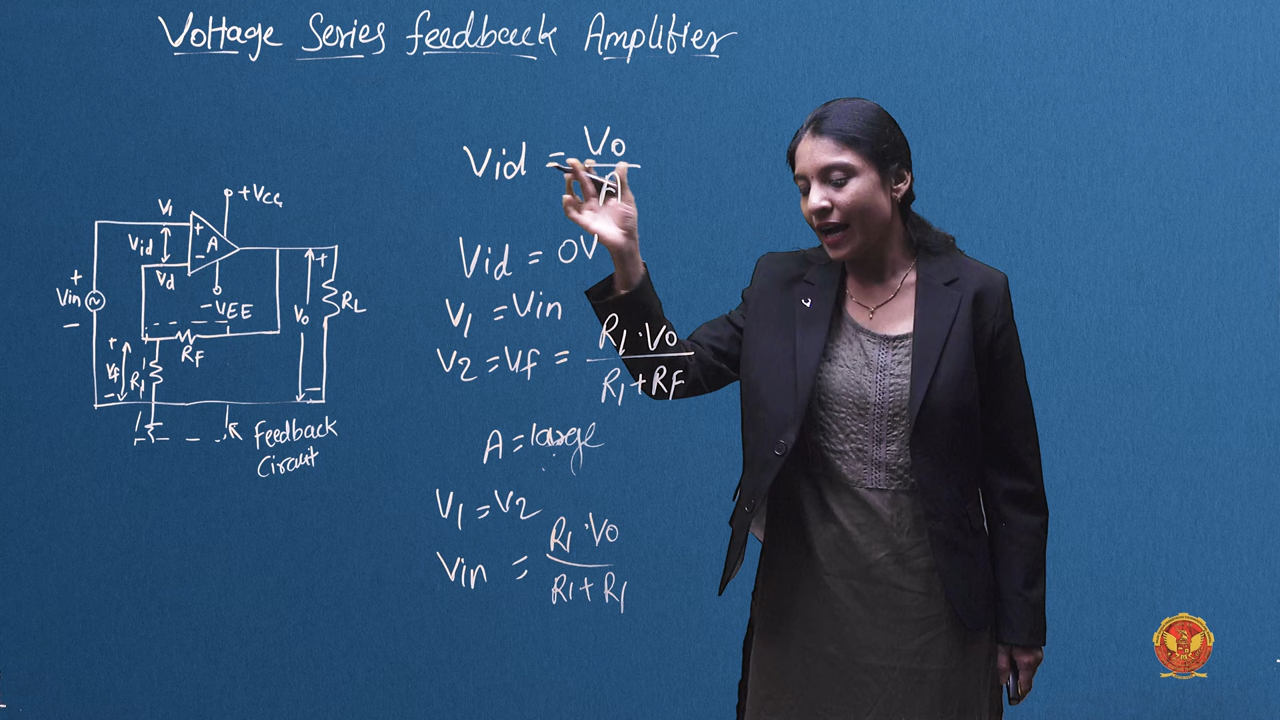 Voltage Series feedback Amplifier
Vid = Vo / A
Vid = 0V
V1 = Vin
V2 = Vf = R1 · Vo / R1 + RF
A = large
V1 = V2
Vin = R1 · Vo / R1 + R1
+VCC
V1
+
A
Vid
-
Vd
+
Vin
-
-VEE
+
Vo
RL
RF
+
Vf
R1
-
-
Feedback
Circuit